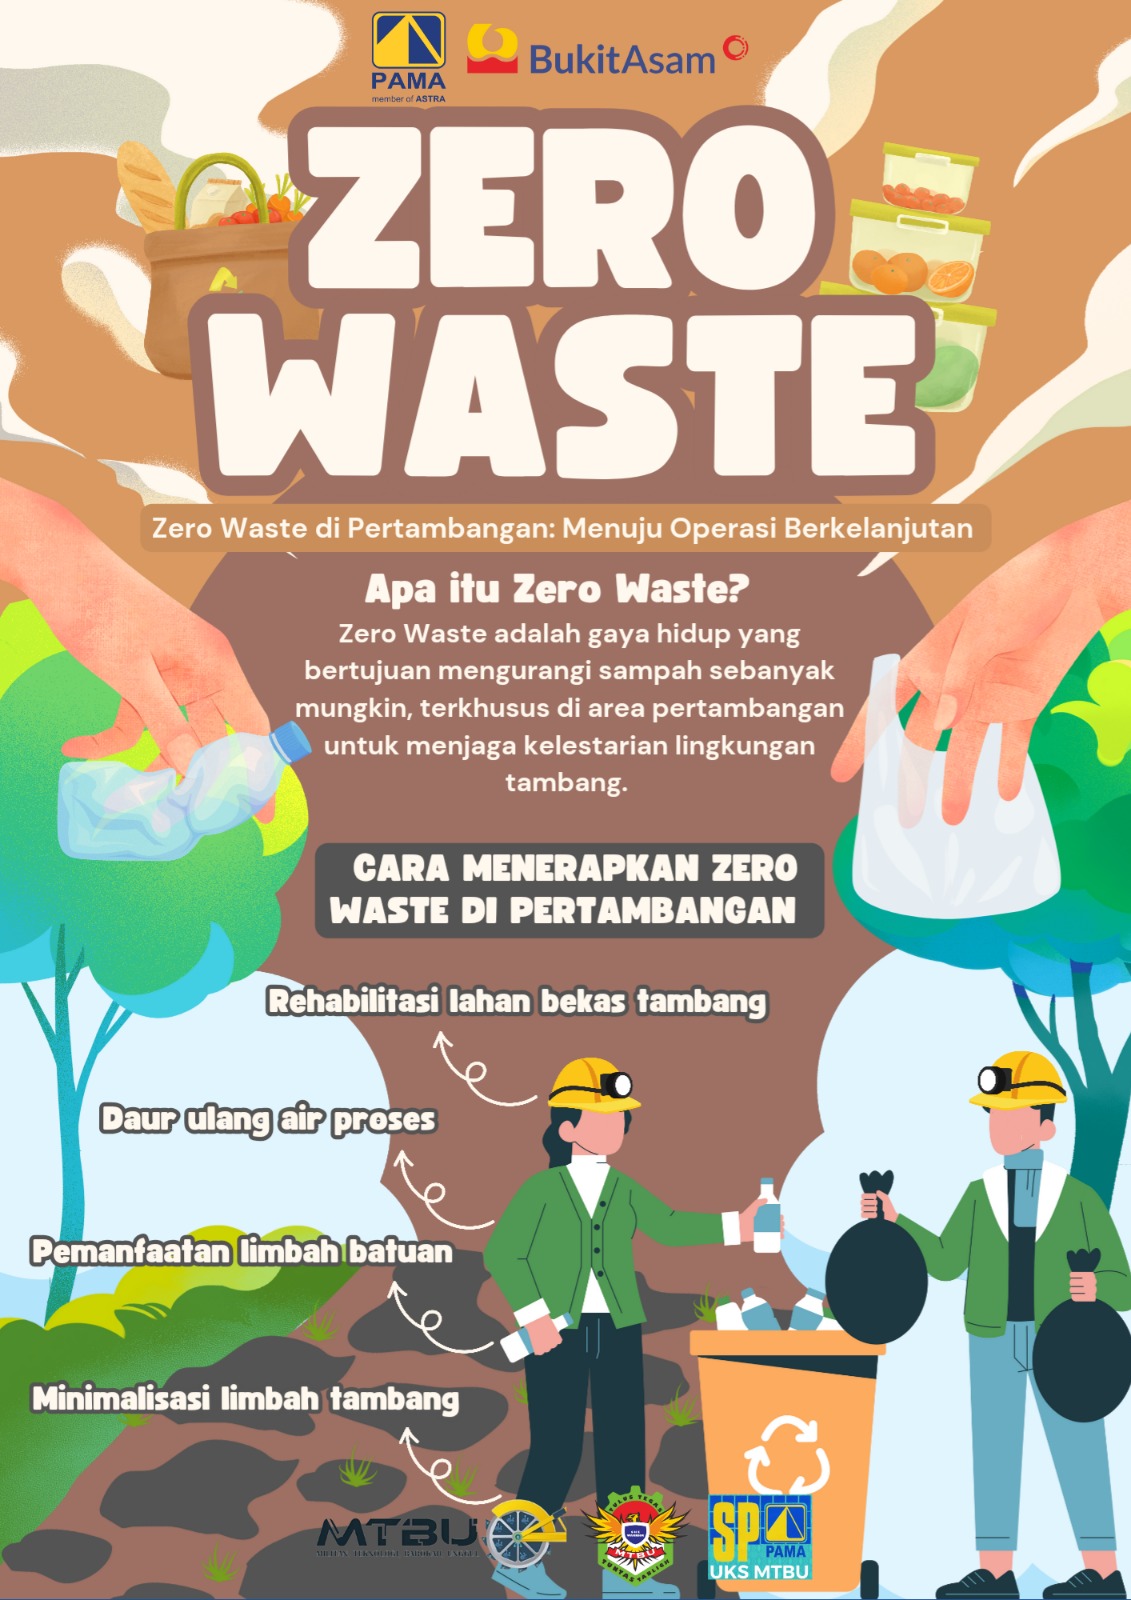 PAMA
member of ASTRA
BukitAsam
ZERO
WASTE
Zero Waste di Pertambangan: Menuju Operasi Berkelanjutan
Apa itu Zero Waste?
Zero Waste adalah gaya hidup yang
bertujuan mengurangi sampah sebanyak
mungkin, terkhusus di area pertambangan
untuk menjaga kelestarian lingkungan
tambang.
CARA MENERAPKAN ZERO
WASTE DI PERTAMBANGAN
Rehabilitasi lahan bekas tambang
Daur ulang air proses
Pemanfaatan limbah batuan
Minimalisasi limbah tambang
MTBU
MTBU
SP
PAMA
UKS MTBU